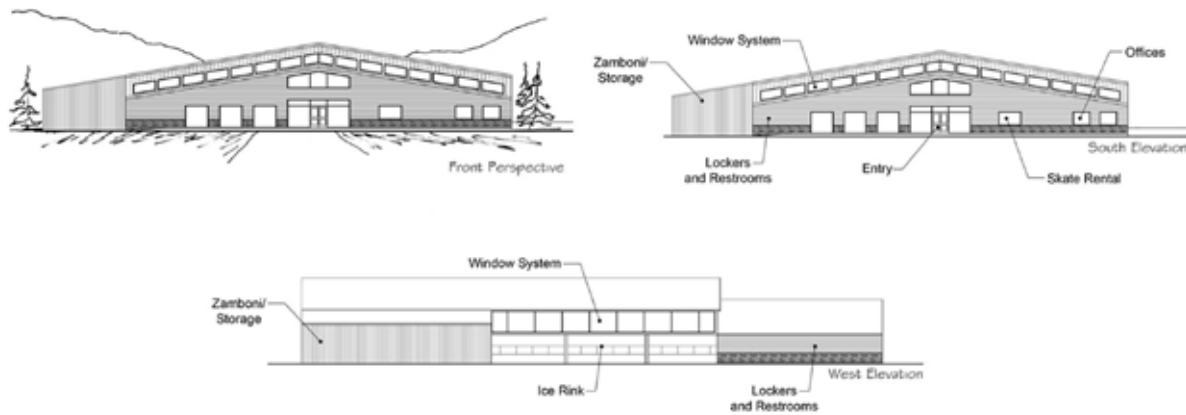 Front Perspective
Window System
Zamboni/
Storage
Offices
Lockers
and Restrooms
Entry
Skate Rental
South Elevation
Window System
Zamboni/
Storage
Ice Rink
Lockers
and Restrooms
West Elevation